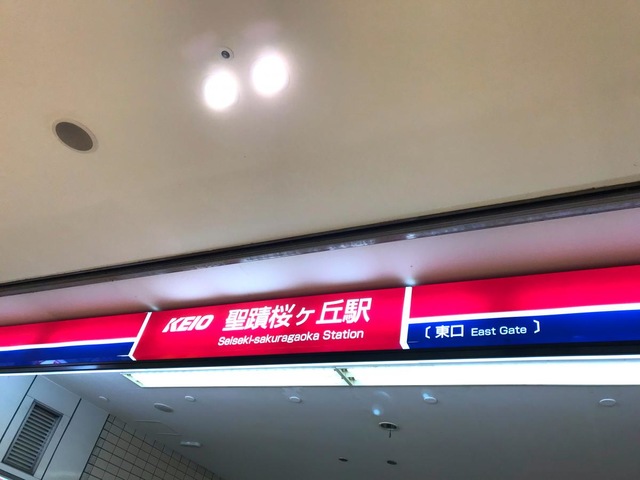 KEIO 聖蹟桜ヶ丘駅
Seiseki-sakuragaoka Station
〔 東口 East Gate 〕